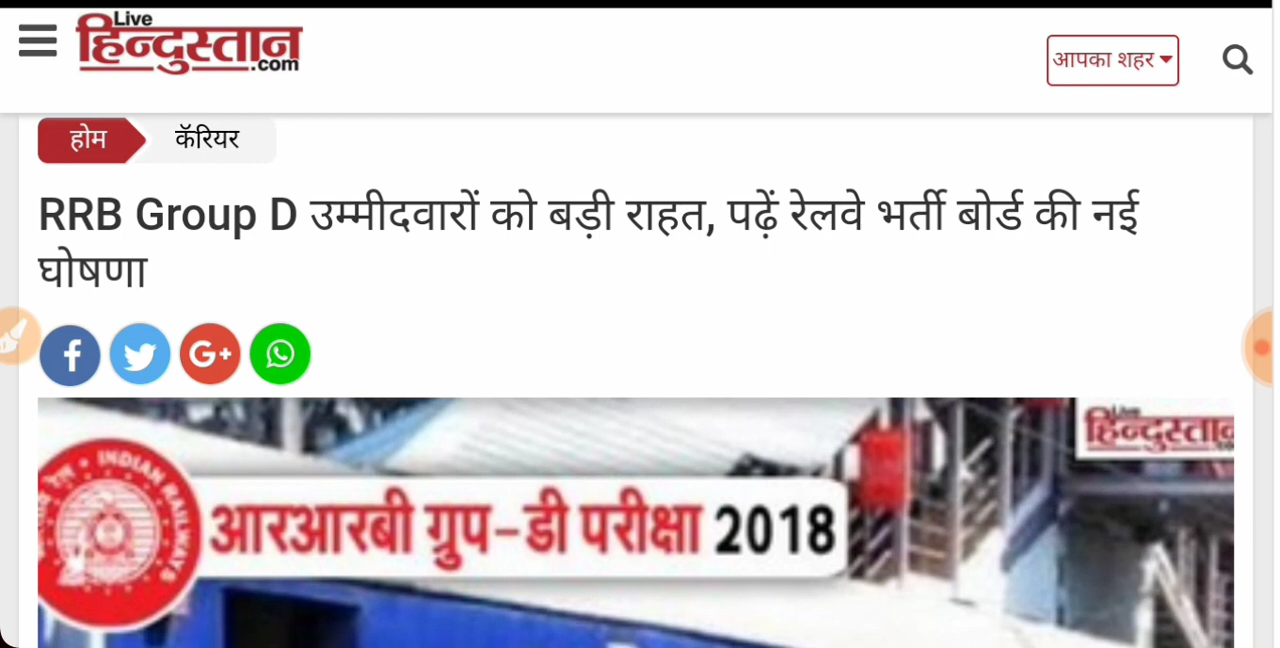 Live
हिन्दुस्तान
.com
आपका शहर
होम
कॅरियर
RRB Group D उम्मीदवारों को बड़ी राहत, पढ़ें रेलवे भर्ती बोर्ड की नई
घोषणा
f
G+
Live
हिन्दुस्तान
INDIAN RAILWAYS
आरआरबी ग्रुप-डी परीक्षा 2018